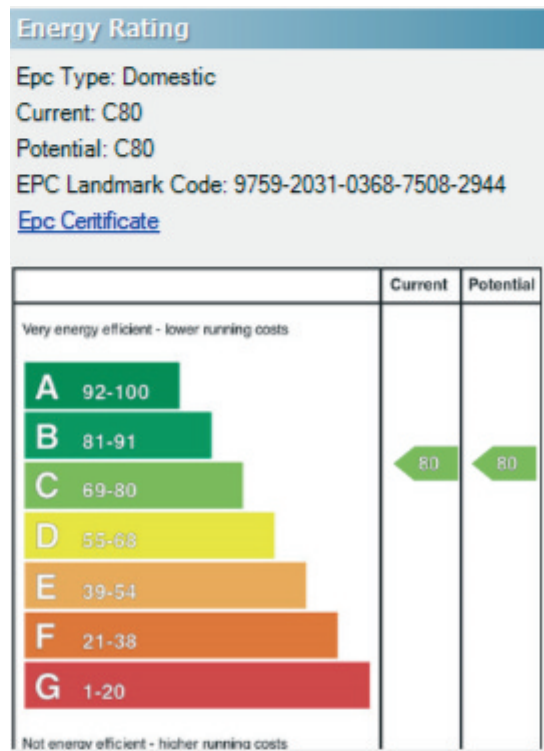 Energy Rating
Epc Type: Domestic
Current: C80
Potential: C80
EPC Landmark Code: 9759-2031-0368-7508-2944
Epc Ceritificate
Current Potential
Very energy efficient - lower running costs
A 92-100
B 81-91
80 80
C 69-80
D 55-68
E 39-54
F 21-38
G 1-20
Not energy efficient - higher running costs